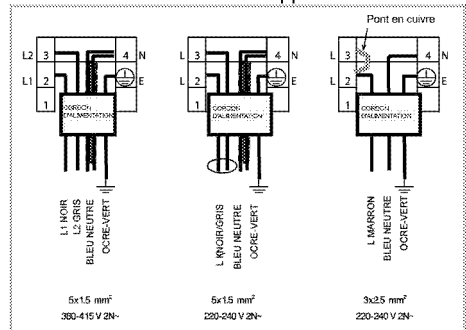 Pont en cuivre
L2 3 4 N
L1 2 E
1
CORDON
D'ALIMENTATION
L1 NOIR
L2 GRIS
BLEU NEUTRE
OCRE-VERT
5x1.5 mm²
380-415 V 2N~
L 3 4 N
L 2 E
1
CORDON
D'ALIMENTATION
L (NOIR/GRIS
BLEU NEUTRE
OCRE-VERT
5x1.5 mm²
220-240 V 2N~
L 3 4 N
L 2 E
1
CORDON
D'ALIMENTATION
L MARRON
BLEU NEUTRE
OCRE-VERT
3x2.5 mm²
220-240 V 2N~